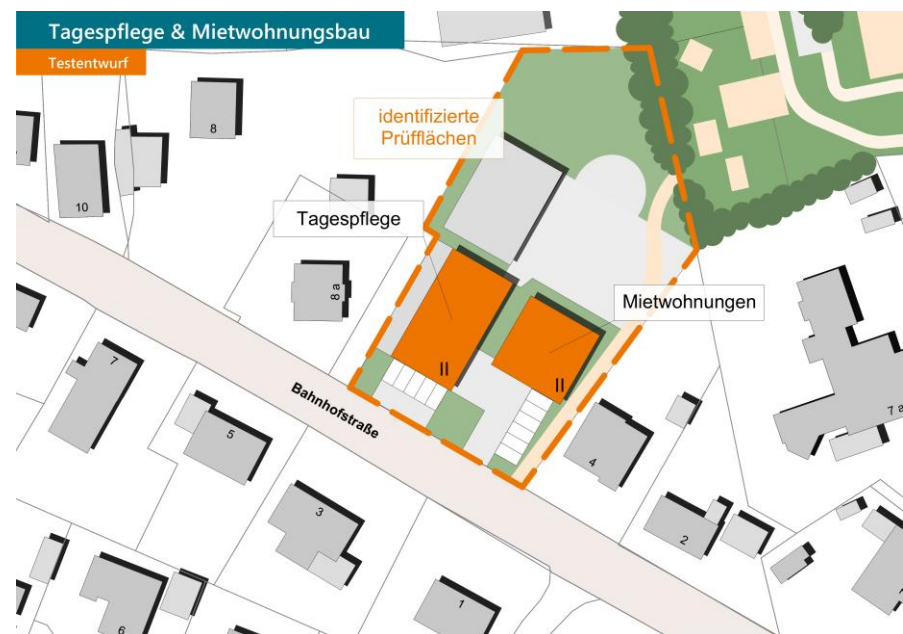 Tagespflege & Mietwohnungsbau
Testentwurf
identifizierte
Prüfflächen
8
10
Tagespflege
8 a
Mietwohnungen
II
II
7
Bahnhofstraße
5
4
7 a
3
2
1
6